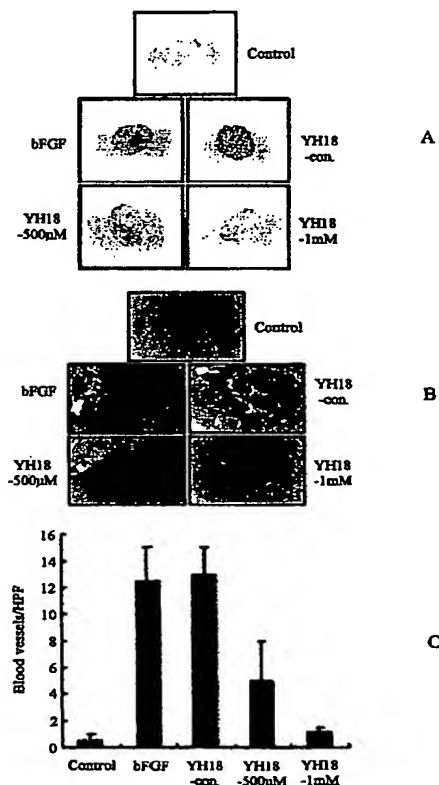 Control
bFGF
YH18
-con.
A
YH18
-500μM
YH18
-1mM
Control
bFGF
YH18
-con.
B
YH18
-500μM
YH18
-1mM
Blood vessels/HPF
16
14
12
10
8
6
4
2
0
C
Control bFGF YH18 YH18 YH18
-con. -500μM -1mM